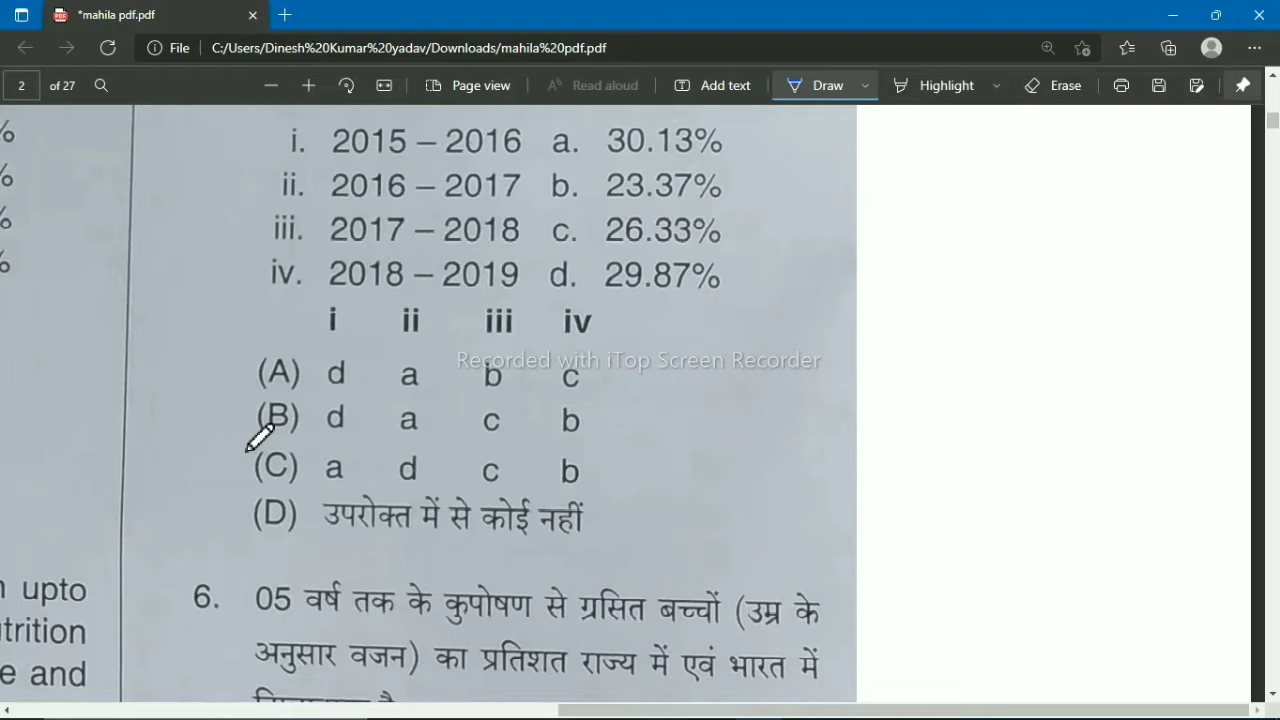 *mahila pdf.pdf
File C:/Users/Dinesh%20Kumar%20yadav/Downloads/mahila%20pdf.pdf
2 of 27 Page view Read aloud Add text Draw Highlight Erase
%
%
%
%
i. 2015 – 2016 a. 30.13%
ii. 2016 – 2017 b. 23.37%
iii. 2017 – 2018 c. 26.33%
iv. 2018 – 2019 d. 29.87%
i ii iii iv
Recorded with iTop Screen Recorder
(A) d a b c
(B) d a c b
(C) a d c b
(D) उपरोक्त में से कोई नहीं
upto
trition
e and
6. 05 वर्ष तक के कुपोषण से ग्रसित बच्चों (उम्र के
अनुसार वजन) का प्रतिशत राज्य में एवं भारत में